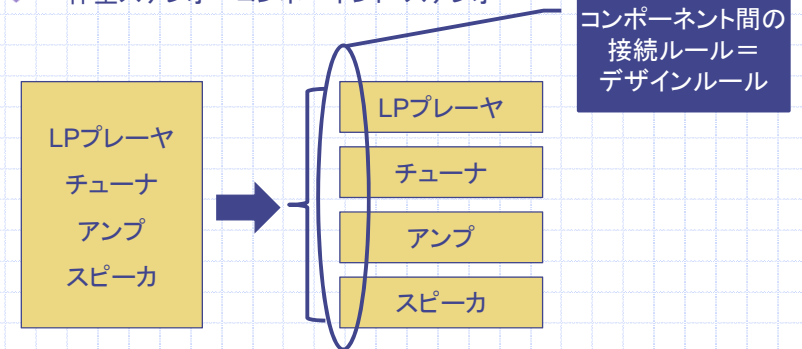 コンポーネント間の
接続ルール＝
デザインルール
LPプレーヤ
チューナ
アンプ
スピーカ
LPプレーヤ
チューナ
アンプ
スピーカ